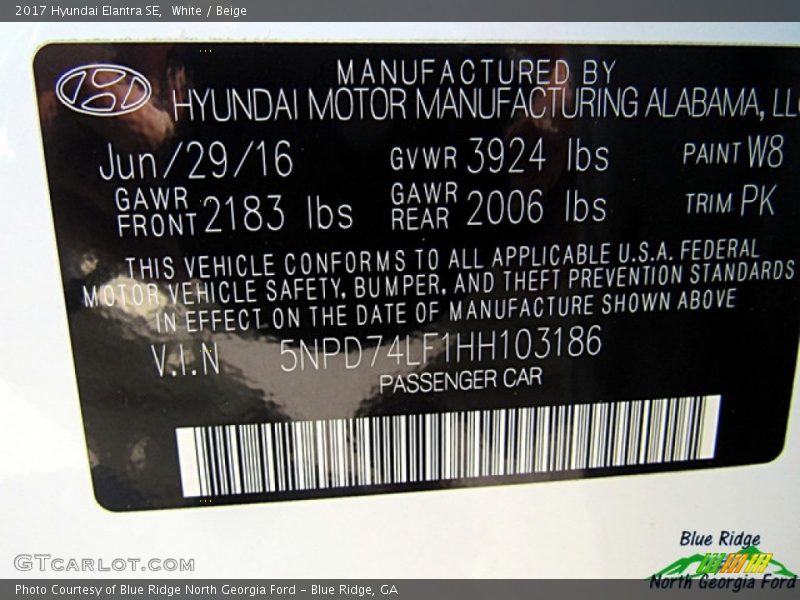 2017 Hyundai Elantra SE, White / Beige
MANUFACTURED BY
HYUNDAI MOTOR MANUFACTURING ALABAMA, LLC
Jun/29/16 GVWR 3924 lbs PAINT W8
GAWR FRONT 2183 lbs GAWR REAR 2006 lbs TRIM PK
THIS VEHICLE CONFORMS TO ALL APPLICABLE U.S.A. FEDERAL
MOTOR VEHICLE SAFETY, BUMPER, AND THEFT PREVENTION STANDARDS
IN EFFECT ON THE DATE OF MANUFACTURE SHOWN ABOVE
V.I.N 5NPD74LF1HH103186
PASSENGER CAR
GTCARLOT.COM
Blue Ridge
North Georgia Ford
Photo Courtesy of Blue Ridge North Georgia Ford - Blue Ridge, GA